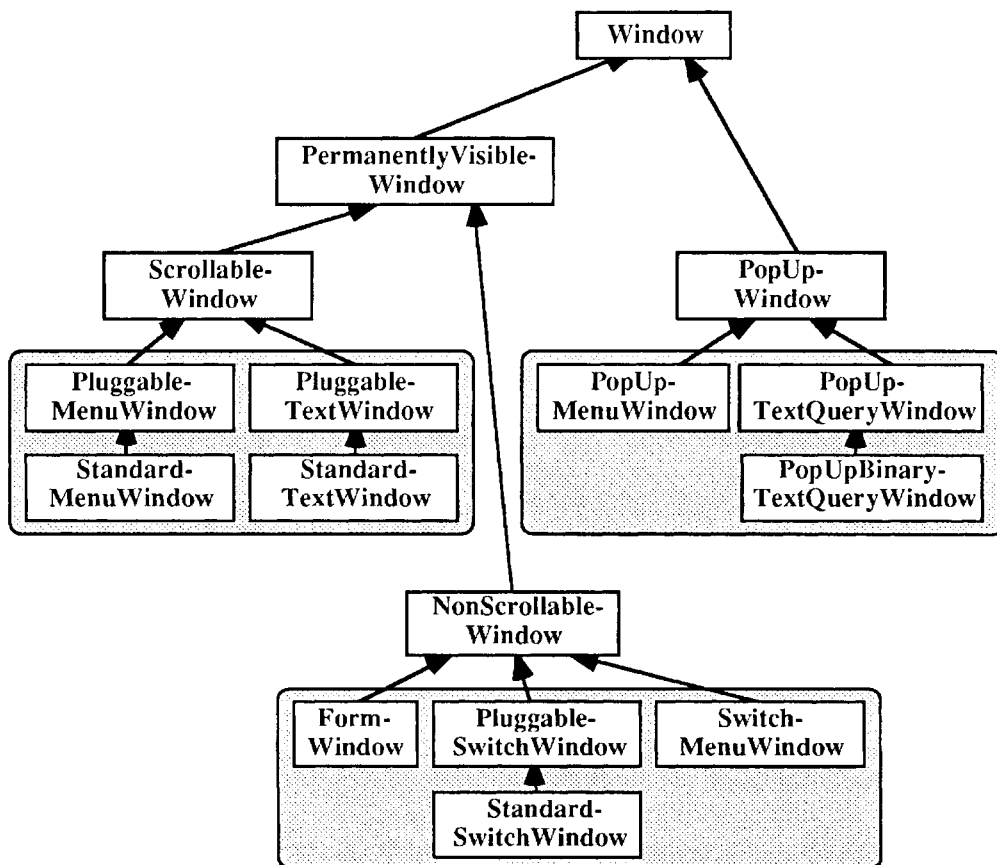 Window
PermanentlyVisible-
Window
Scrollable-
Window
PopUp-
Window
Pluggable-
MenuWindow
Pluggable-
TextWindow
PopUp-
MenuWindow
PopUp-
TextQueryWindow
Standard-
MenuWindow
Standard-
TextWindow
PopUpBinary-
TextQueryWindow
NonScrollable-
Window
Form-
Window
Pluggable-
SwitchWindow
Switch-
MenuWindow
Standard-
SwitchWindow